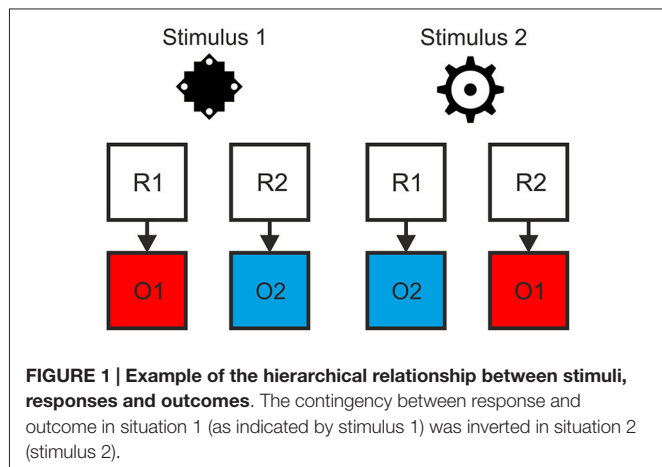 Stimulus 1 Stimulus 2
R1 R2 R1 R2
O1 O2 O2 O1
FIGURE 1 | Example of the hierarchical relationship between stimuli,
responses and outcomes. The contingency between response and
outcome in situation 1 (as indicated by stimulus 1) was inverted in situation 2
(stimulus 2).